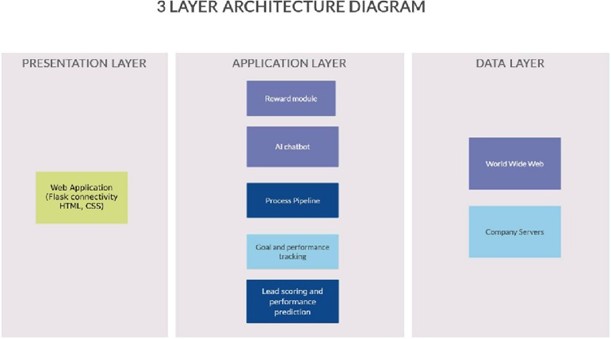 3 LAYER ARCHITECTURE DIAGRAM
PRESENTATION LAYER
Web Application
(Flask connectivity
HTML, CSS)
APPLICATION LAYER
Reward module
AI chatbot
Process Pipeline
Goal and performance
tracking
Lead scoring and
performance
prediction
DATA LAYER
World Wide Web
Company Servers